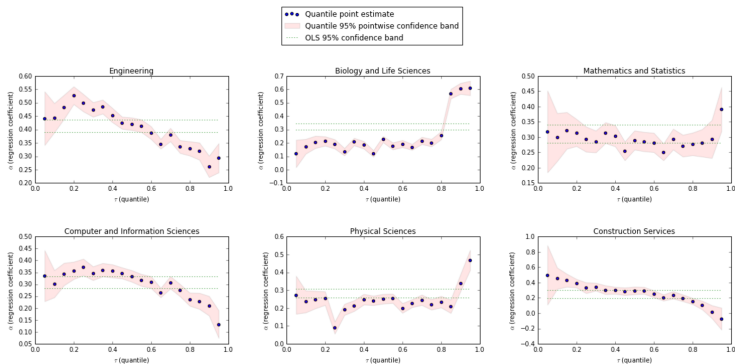 Quantile point estimate
Quantile 95% pointwise confidence band
OLS 95% confidence band
Engineering
α (regression coefficient)
0.60
0.55
0.50
0.45
0.40
0.35
0.30
0.25
0.20
0.0 0.2 0.4 0.6 0.8 1.0
τ (quantile)
Biology and Life Sciences
α (regression coefficient)
0.7
0.6
0.5
0.4
0.3
0.2
0.1
0.0
−0.1
0.0 0.2 0.4 0.6 0.8 1.0
τ (quantile)
Mathematics and Statistics
α (regression coefficient)
0.50
0.45
0.40
0.35
0.30
0.25
0.20
0.15
0.0 0.2 0.4 0.6 0.8 1.0
τ (quantile)
Computer and Information Sciences
α (regression coefficient)
0.50
0.45
0.40
0.35
0.30
0.25
0.20
0.15
0.10
0.05
0.0 0.2 0.4 0.6 0.8 1.0
τ (quantile)
Physical Sciences
α (regression coefficient)
0.6
0.5
0.4
0.3
0.2
0.1
0.0
0.0 0.2 0.4 0.6 0.8 1.0
τ (quantile)
Construction Services
α (regression coefficient)
1.0
0.8
0.6
0.4
0.2
0.0
−0.2
−0.4
0.0 0.2 0.4 0.6 0.8 1.0
τ (quantile)